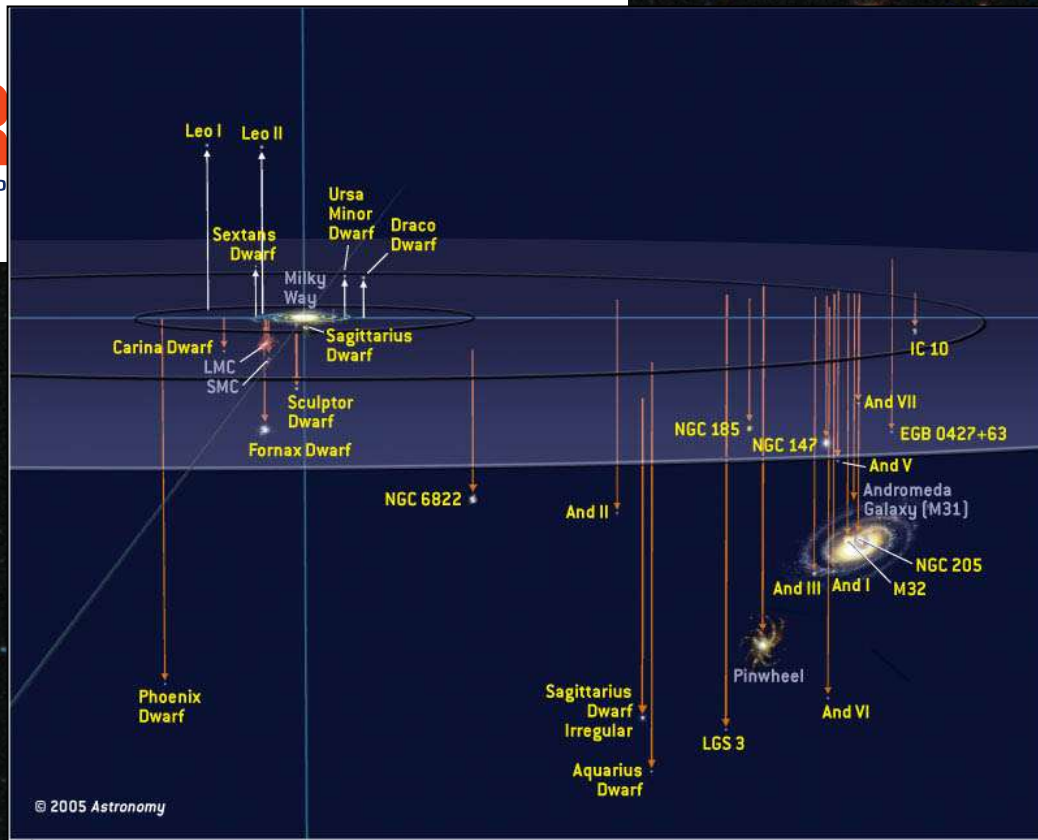 Leo I
Leo II
Ursa
Minor
Dwarf
Draco
Dwarf
Sextans
Dwarf
Milky
Way
Carina Dwarf
LMC
SMC
Sagittarius
Dwarf
Sculptor
Dwarf
Fornax Dwarf
IC 10
And VII
NGC 185
NGC 147
EGB 0427+63
And V
NGC 6822
And II
Andromeda
Galaxy (M31)
NGC 205
And III
And I
M32
Pinwheel
Phoenix
Dwarf
Sagittarius
Dwarf
Irregular
And VI
LGS 3
Aquarius
Dwarf
© 2005 Astronomy